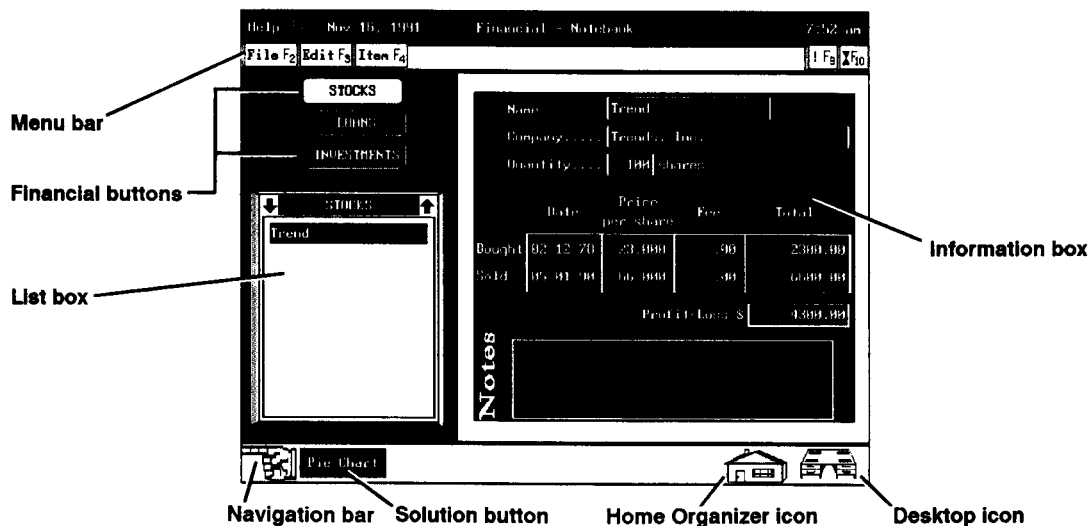 Help Nov 16, 1991 Financial - Notebook 7:52 am
File F2 Edit F3 Item F4 ! F9 X F10
STOCKS
LOANS
INVESTMENTS
Menu bar
Financial buttons
List box
STOCKS
Trend
Name Trend
Company..... Trends, Inc.
Quantity.... 100 shares
Date Price per share Fee Total
Bought 02 12 70 23.000 .00 2300.00
Sold 05 01 90 66.000 .00 6600.00
Profit/Loss $ 4300.00
Notes
Information box
Pie Chart
Navigation bar Solution button Home Organizer icon Desktop icon